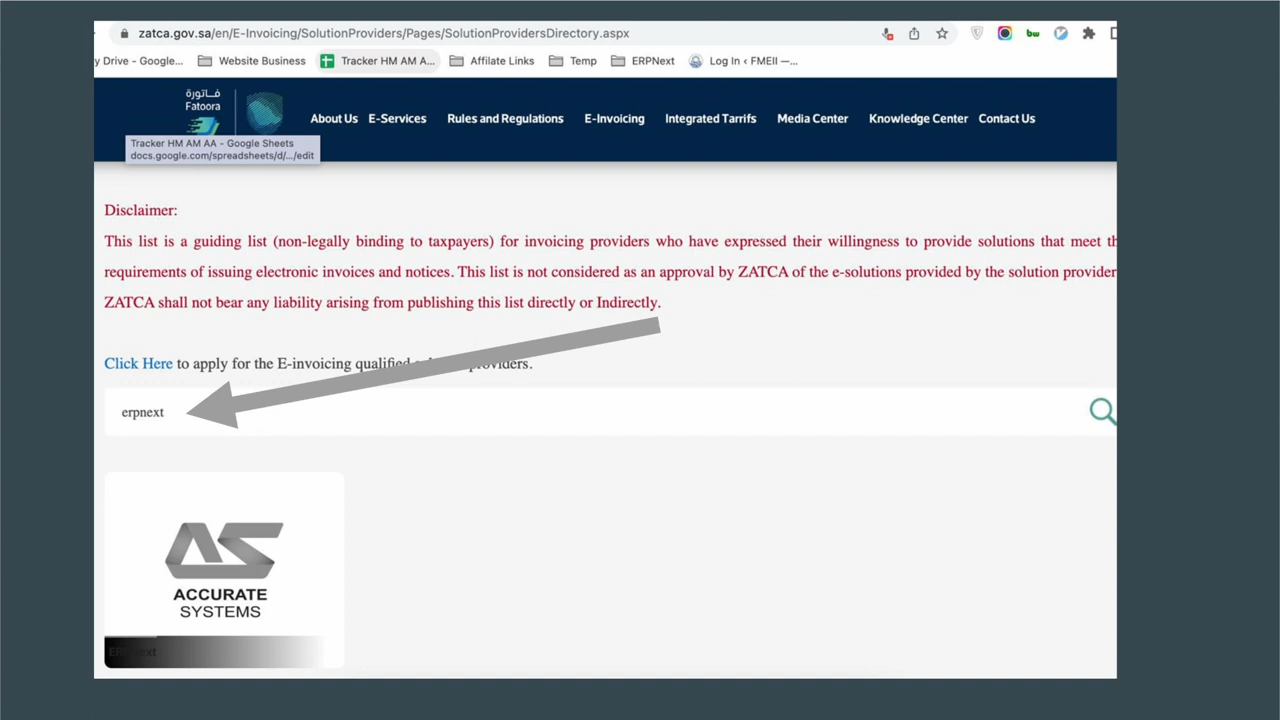 zatca.gov.sa/en/E-Invoicing/SolutionProviders/Pages/SolutionProvidersDirectory.aspx
y Drive - Google... Website Business Tracker HM AM A... Affilate Links Temp ERPNext Log In ‹ FMEII —...
فـاتورة
Fatoora
About Us E-Services Rules and Regulations E-Invoicing Integrated Tarrifs Media Center Knowledge Center Contact Us
Tracker HM AM AA - Google Sheets
docs.google.com/spreadsheets/d/.../edit
Disclaimer:
This list is a guiding list (non-legally binding to taxpayers) for invoicing providers who have expressed their willingness to provide solutions that meet th
requirements of issuing electronic invoices and notices. This list is not considered as an approval by ZATCA of the e-solutions provided by the solution provider
ZATCA shall not bear any liability arising from publishing this list directly or Indirectly.
Click Here to apply for the E-invoicing qualified providers.
erpnext
AS
ACCURATE
SYSTEMS
ERPNext